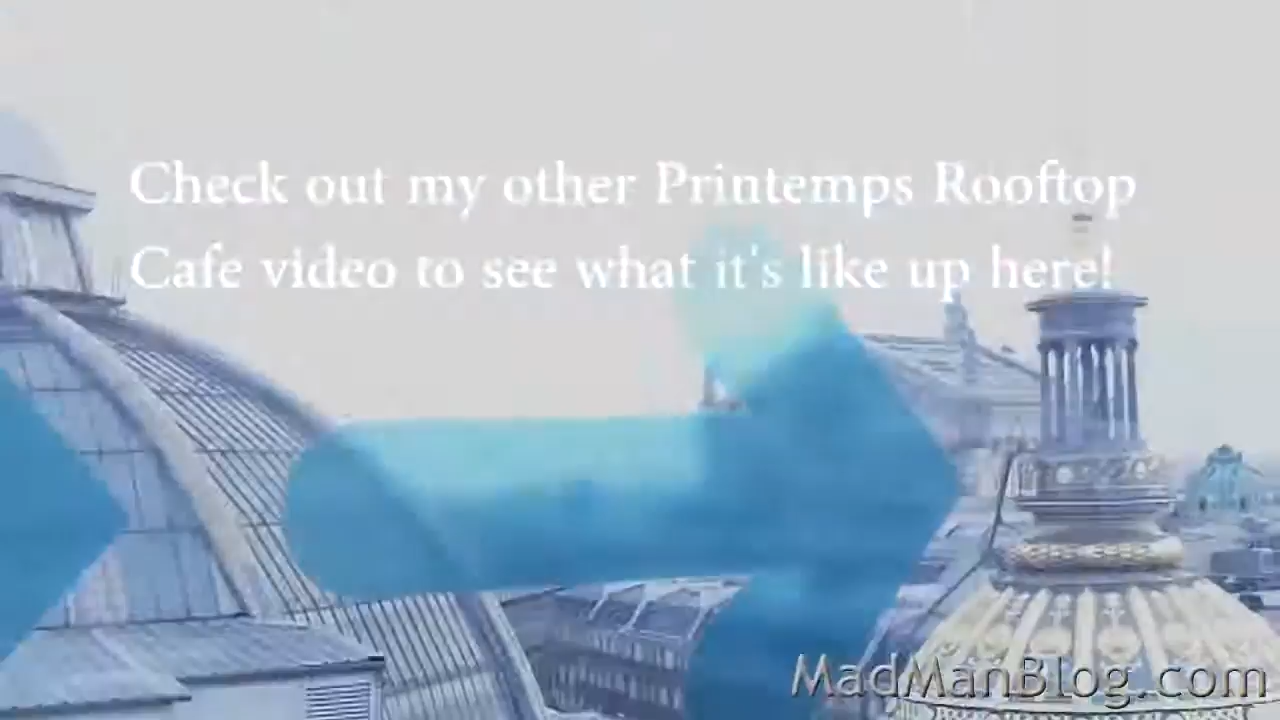 Check out my other Printemps Rooftop
Cafe video to see what it's like up here!
MadManBlog.com